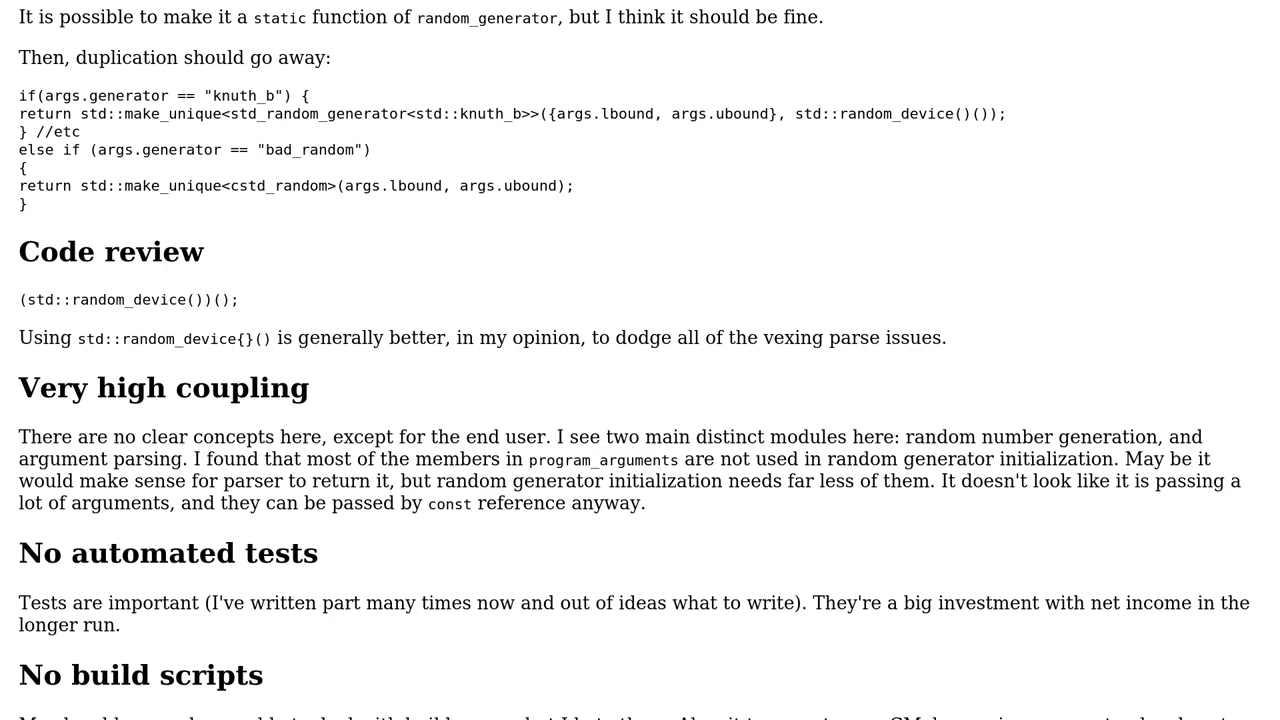 It is possible to make it a static function of random_generator, but I think it should be fine.
Then, duplication should go away:
if(args.generator == "knuth_b") {
return std::make_unique<std_random_generator<std::knuth_b>>({args.lbound, args.ubound}, std::random_device()());
} //etc
else if (args.generator == "bad_random")
{
return std::make_unique<cstd_random>(args.lbound, args.ubound);
}
Code review
(std::random_device())();
Using std::random_device{}() is generally better, in my opinion, to dodge all of the vexing parse issues.
Very high coupling
There are no clear concepts here, except for the end user. I see two main distinct modules here: random number generation, and
argument parsing. I found that most of the members in program_arguments are not used in random generator initialization. May be it
would make sense for parser to return it, but random generator initialization needs far less of them. It doesn't look like it is passing a
lot of arguments, and they can be passed by const reference anyway.
No automated tests
Tests are important (I've written part many times now and out of ideas what to write). They're a big investment with net income in the
longer run.
No build scripts